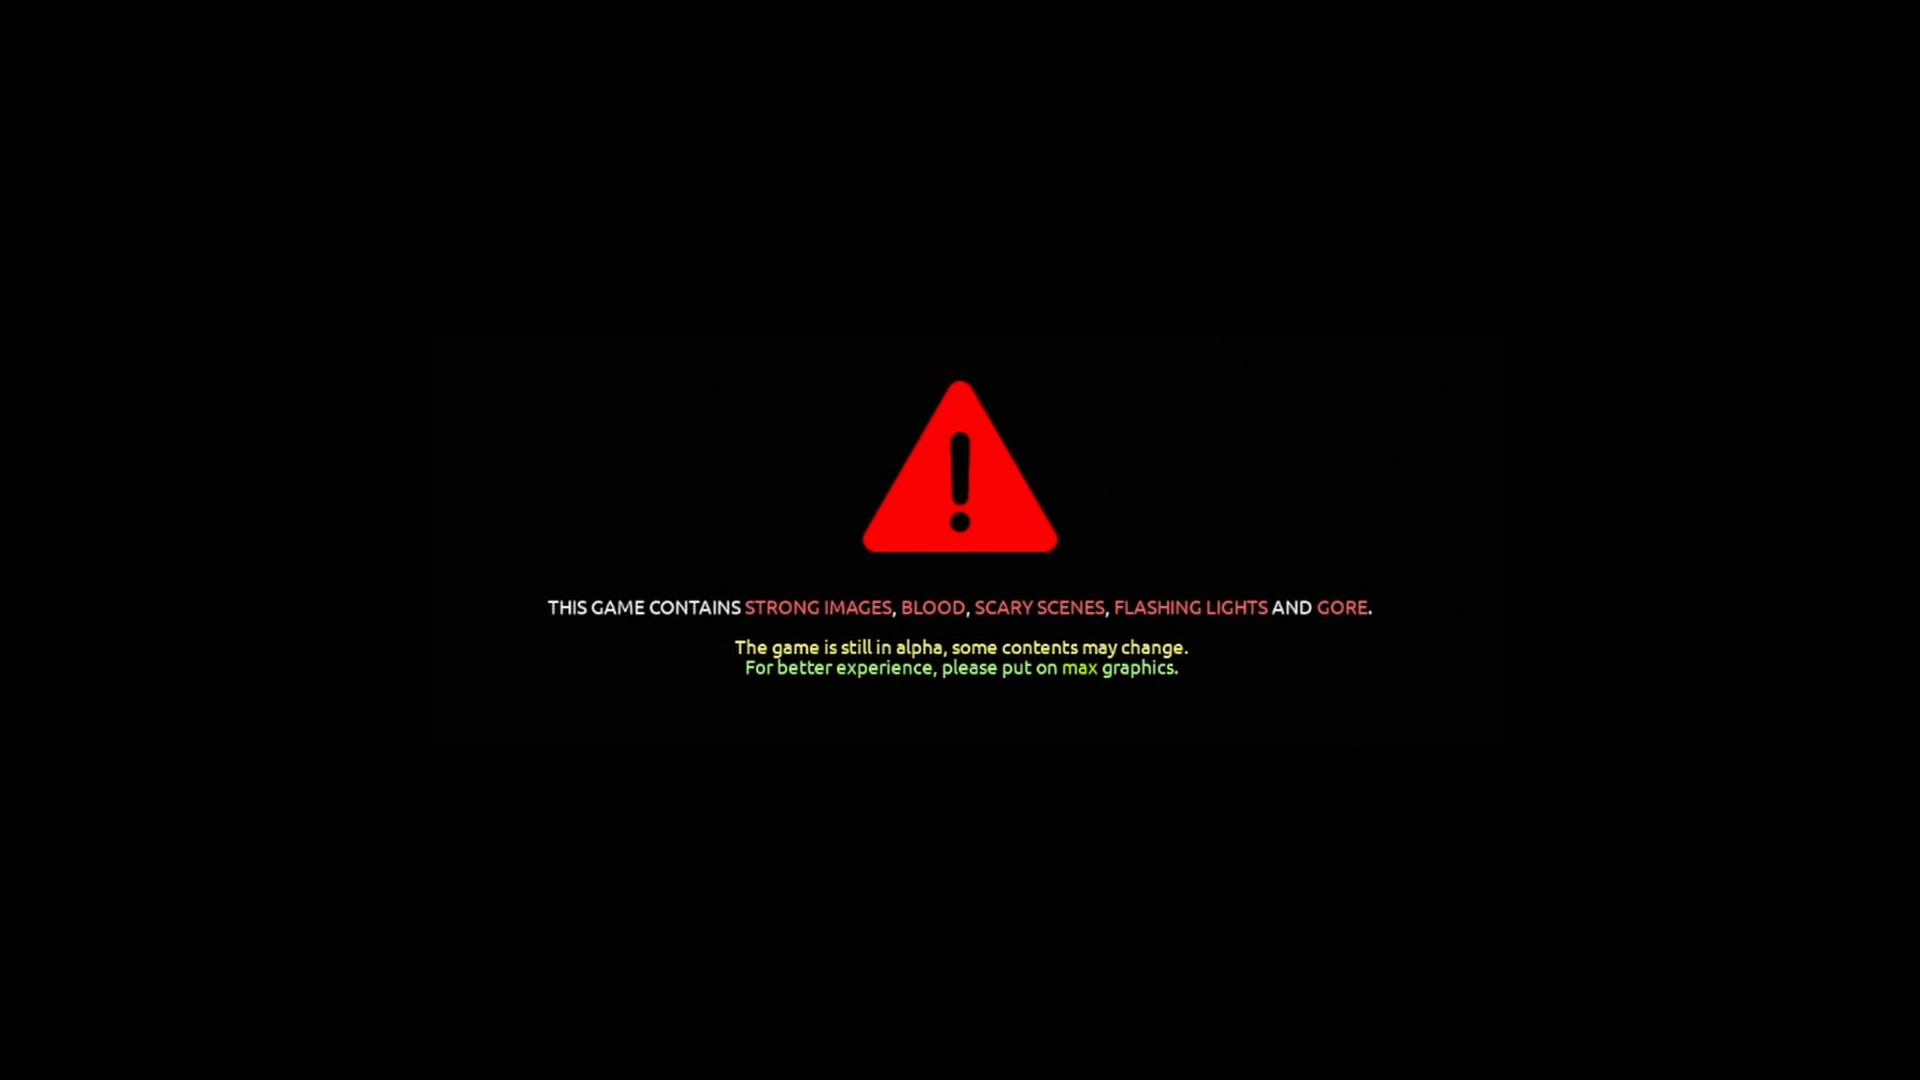 THIS GAME CONTAINS STRONG IMAGES, BLOOD, SCARY SCENES, FLASHING LIGHTS AND GORE.
The game is still in alpha, some contents may change.
For better experience, please put on max graphics.